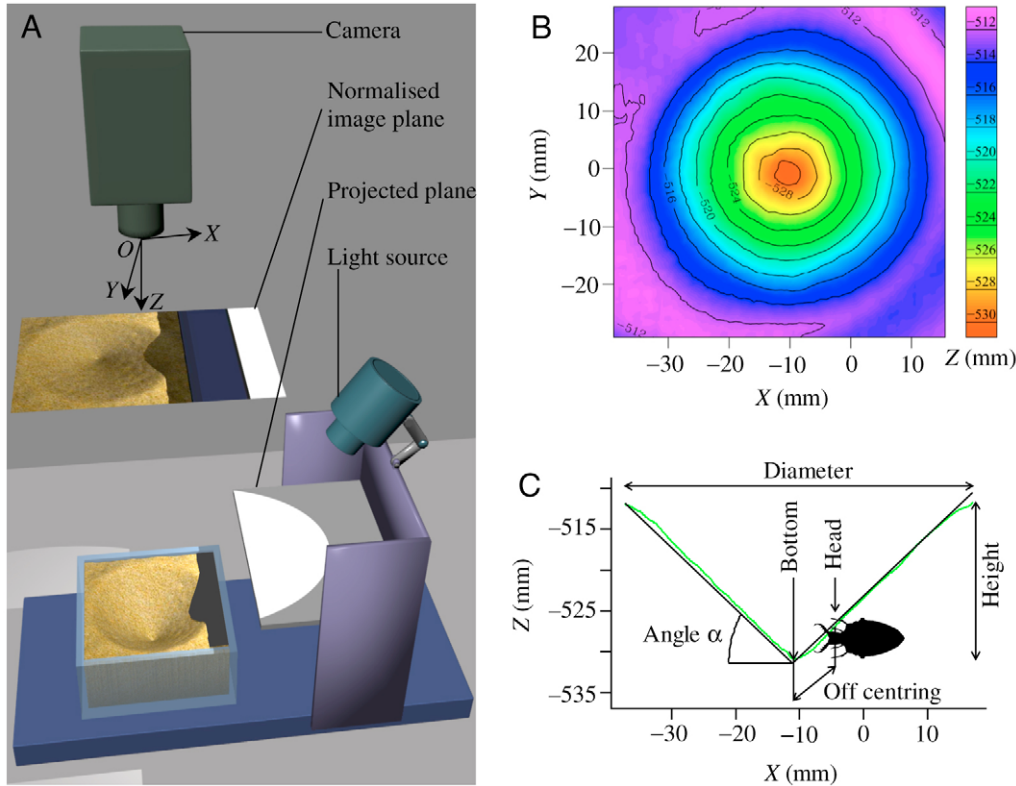 A
Camera
Normalised
image plane
Projected plane
Light source
O
X
Y
Z
B
Y (mm)
20
10
0
−10
−20
−30
−20
−10
0
10
X (mm)
−512
−512
−516
−520
−524
−528
−512
−514
−516
−518
−520
−522
−524
−526
−528
−530
Z (mm)
C
Diameter
Bottom
Head
Height
Angle α
Off centring
Z (mm)
−515
−525
−535
−30
−20
−10
0
10
X (mm)